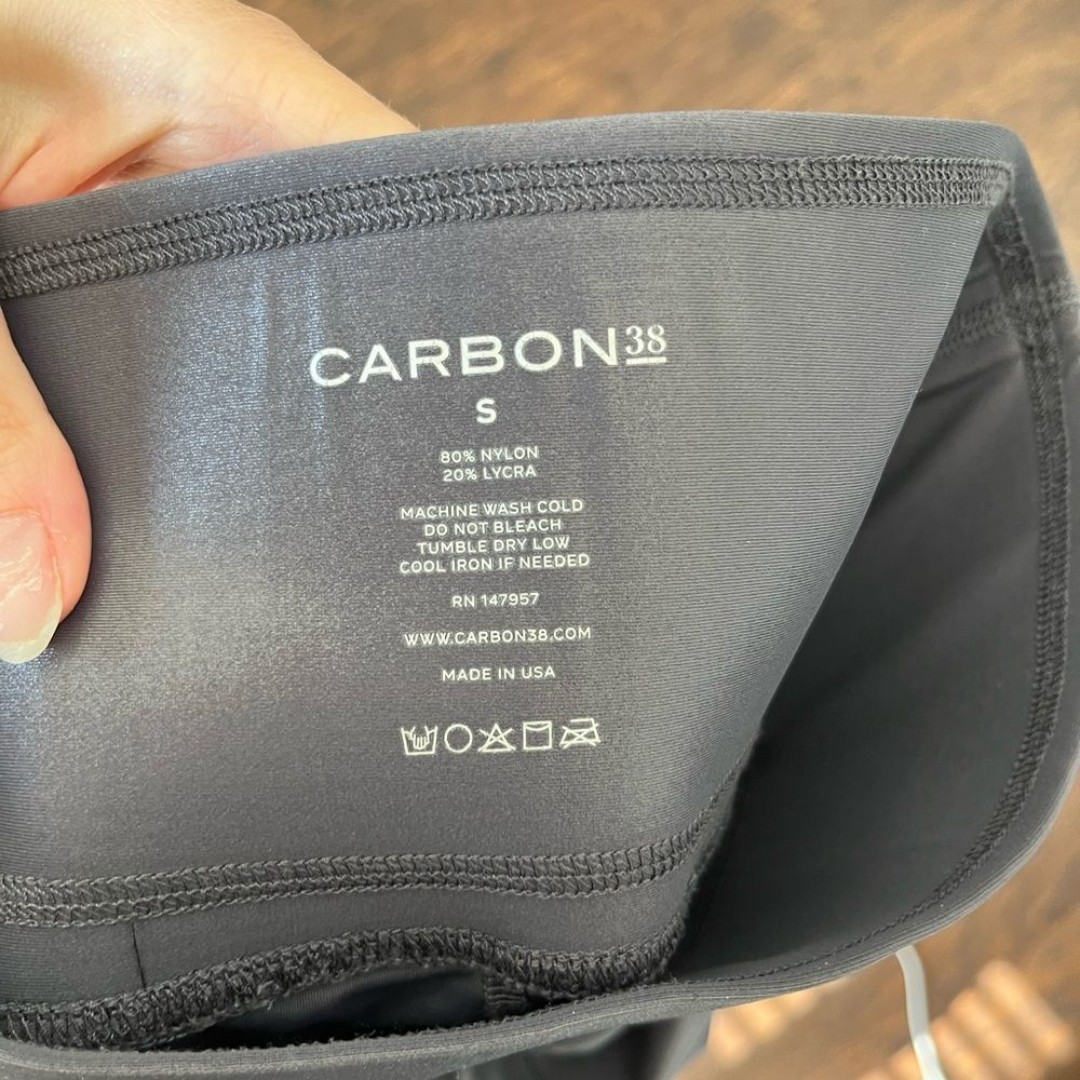 CARBON38
S
80% NYLON
20% LYCRA
MACHINE WASH COLD
DO NOT BLEACH
TUMBLE DRY LOW
COOL IRON IF NEEDED
RN 147957
WWW.CARBON38.COM
MADE IN USA